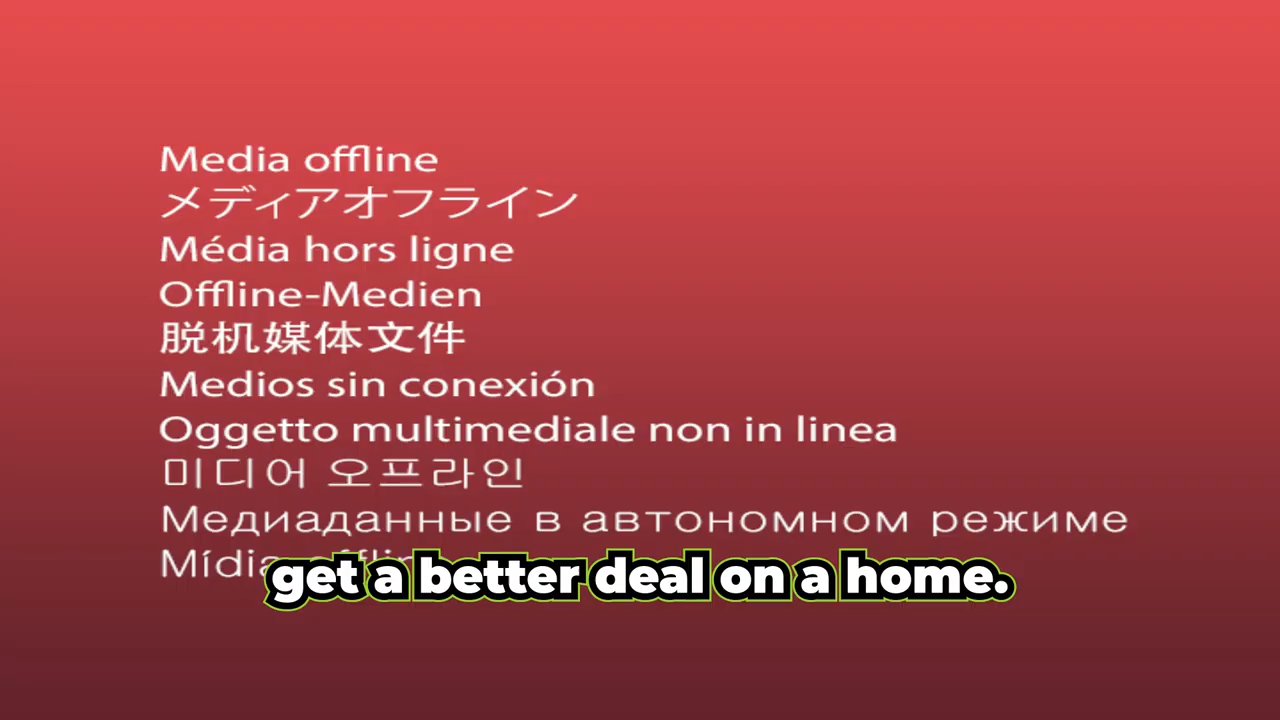 Media offline
メディアオフライン
Média hors ligne
Offline-Medien
脱机媒体文件
Medios sin conexión
Oggetto multimediale non in linea
미디어 오프라인
Медиаданные в автономном режиме
Mídia offline
get a better deal on a home.